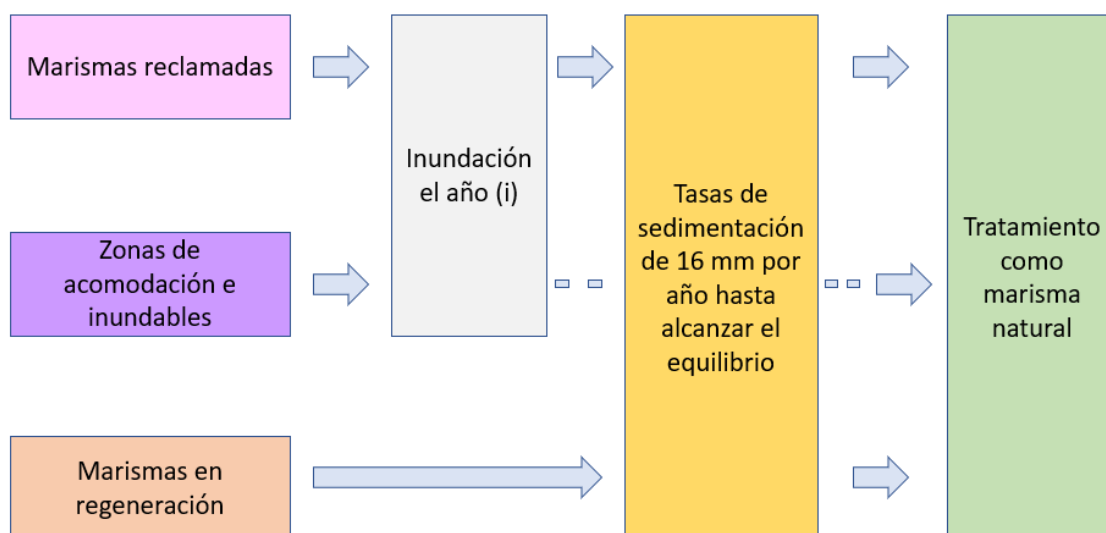 Marismas reclamadas
Inundación
el año (i)
Zonas de
acomodación e
inundables
Tasas de
sedimentación
de 16 mm por
año hasta
alcanzar el
equilibrio
Tratamiento
como
marisma
natural
Marismas en
regeneración